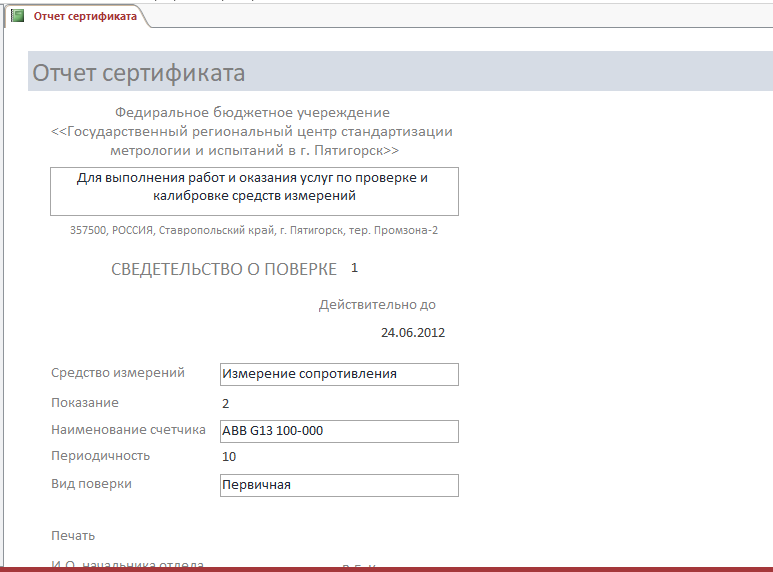 Отчет сертификата
Отчет сертификата
Федиральное бюджетное учереждение
<<Государственный региональный центр стандартизации
метрологии и испытаний в г. Пятигорск>>
Для выполнения работ и оказания услуг по проверке и
калибровке средств измерений
357500, РОССИЯ, Ставропольский край, г. Пятигорск, тер. Промзона-2
СВЕДЕТЕЛЬСТВО О ПОВЕРКЕ 1
Действительно до
24.06.2012
Средство измерений Измерение сопротивления
Показание 2
Наименование счетчика ABB G13 100-000
Периодичность 10
Вид поверки Первичная
Печать
И.О. начальника отдела